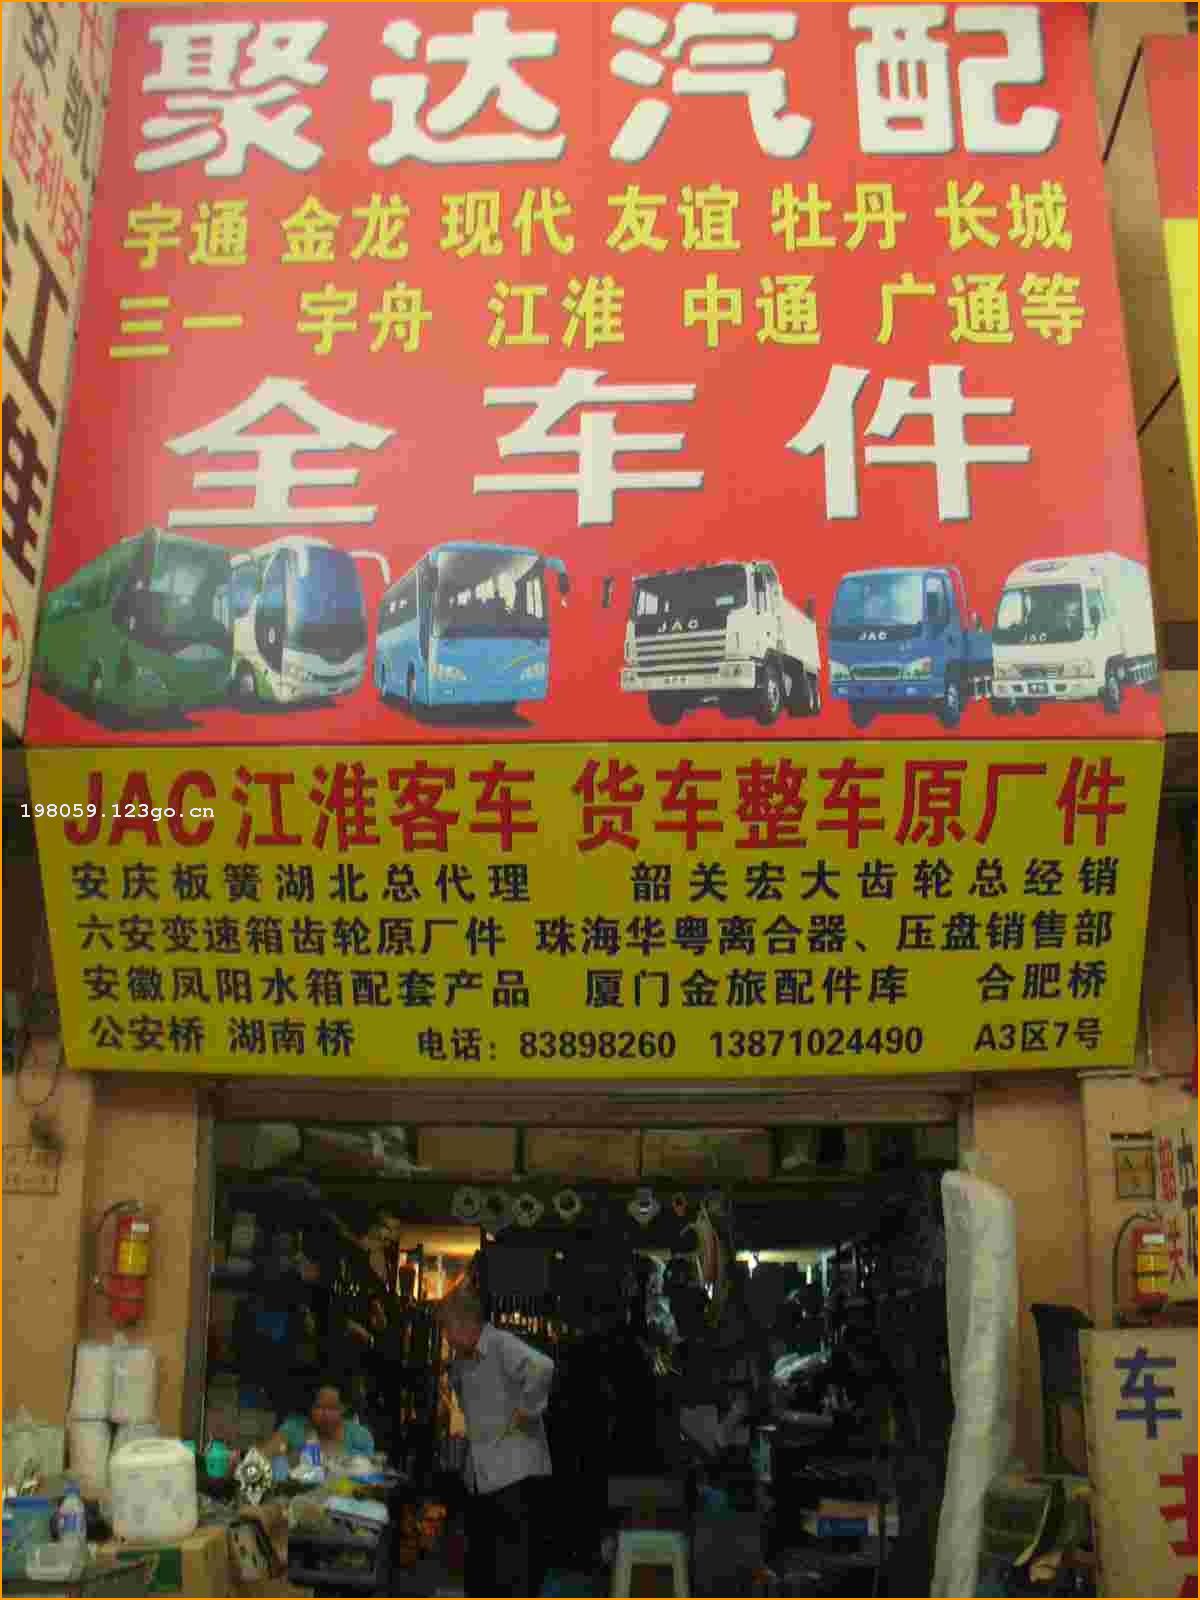 聚达汽配
宇通 金龙 现代 友谊 牡丹 长城
三一 宇舟 江淮 中通 广通等
全车件
JAC JAC JAC
JAC江淮客车 货车整车原厂件
198059.123go.cn
安庆板簧湖北总代理 韶关宏大齿轮总经销
六安变速箱齿轮原厂件 珠海华粤离合器、压盘销售部
安徽凤阳水箱配套产品 厦门金旅配件库 合肥桥
公安桥 湖南桥 电话：83898260 13871024490 A3区7号
车